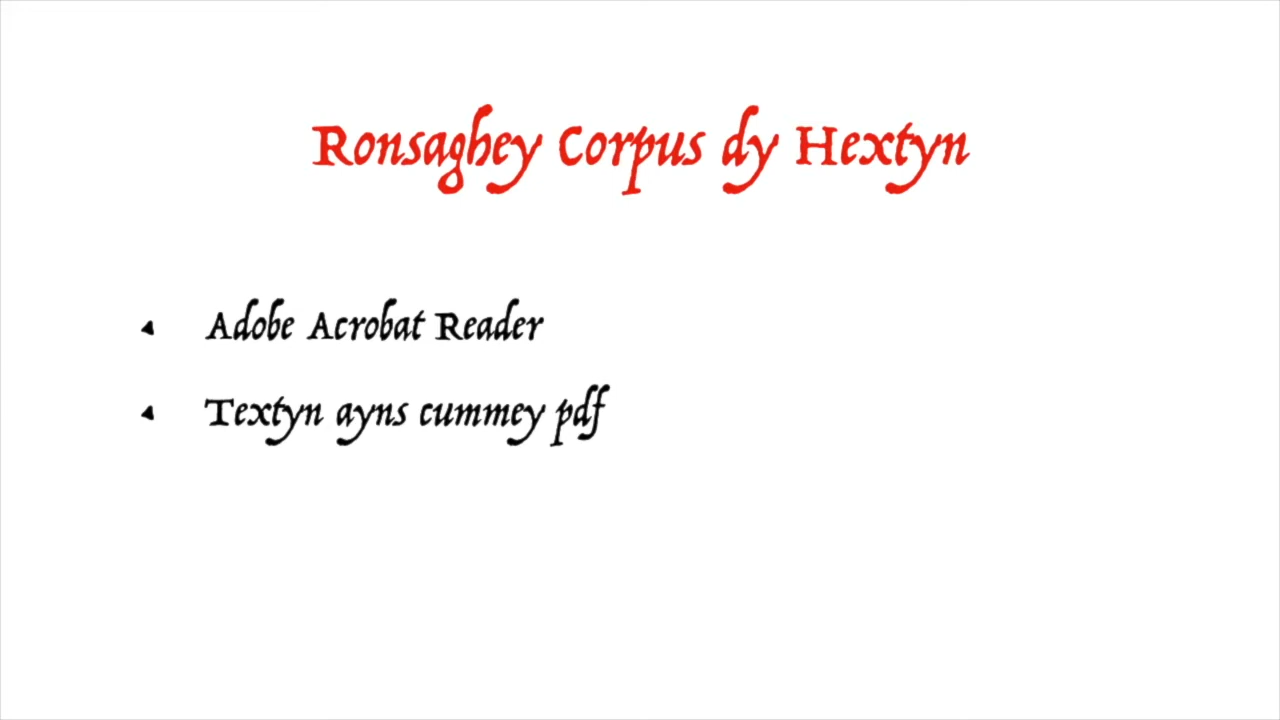 Ronsaghey Corpus dy Hextyn
Adobe Acrobat Reader
Textyn ayns cummey pdf